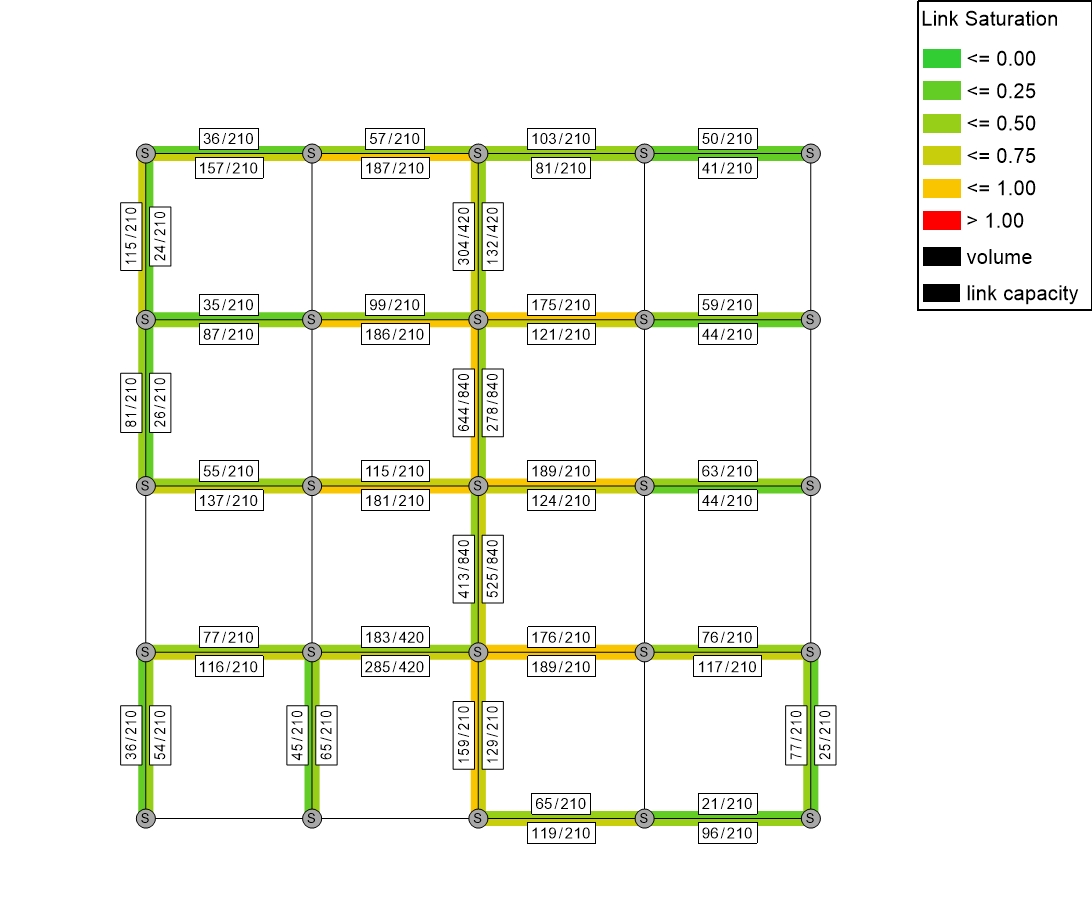 Link Saturation
<= 0.00
<= 0.25
<= 0.50
<= 0.75
<= 1.00
> 1.00
volume
link capacity
36/210 57/210 103/210 50/210
S S S S S
157/210 187/210 81/210 41/210
115/210 24/210 304/420 132/420
35/210 99/210 175/210 59/210
S S S S S
87/210 186/210 121/210 44/210
81/210 26/210 644/840 278/840
55/210 115/210 189/210 63/210
S S S S S
137/210 181/210 124/210 44/210
413/840 525/840
77/210 183/420 176/210 76/210
S S S S S
116/210 285/420 189/210 117/210
36/210 54/210 45/210 65/210 159/210 129/210 77/210 25/210
65/210 21/210
S S S S S
119/210 96/210